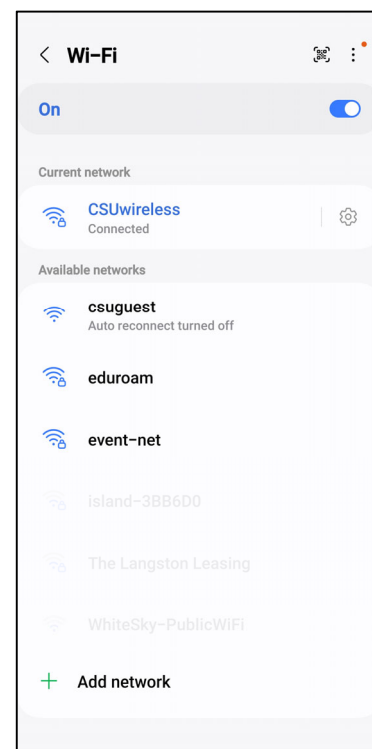 Wi-Fi
On
Current network
CSUwireless
Connected
Available networks
csuguest
Auto reconnect turned off
eduroam
event-net
island-3BB6D0
The Langston Leasing
WhiteSky-PublicWiFi
Add network